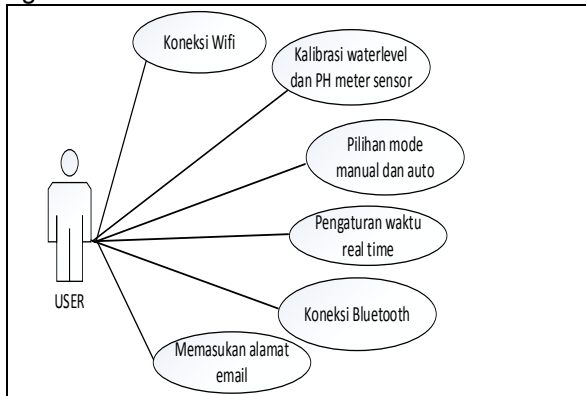 Koneksi Wifi
Kalibrasi waterlevel
dan PH meter sensor
Pilihan mode
manual dan auto
Pengaturan waktu
real time
USER
Koneksi Bluetooth
Memasukan alamat
email